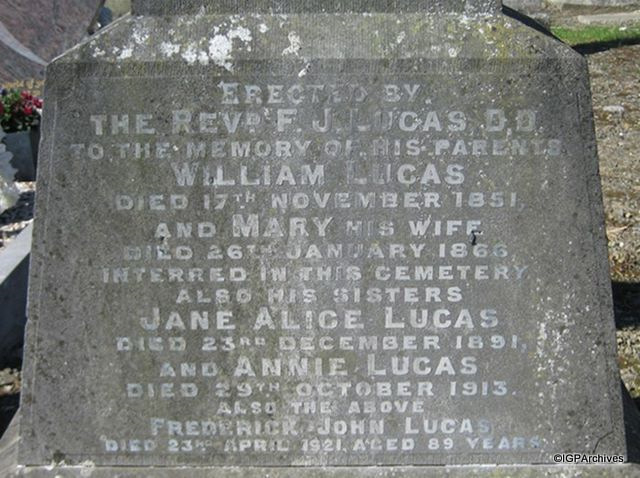 ERECTED BY
THE REVD. F. J. LUCAS, D.D.
TO THE MEMORY OF HIS PARENTS
WILLIAM LUCAS
DIED 17TH NOVEMBER 1851,
AND MARY HIS WIFE
DIED 26TH JANUARY 1866,
INTERRED IN THIS CEMETERY
ALSO HIS SISTERS
JANE ALICE LUCAS
DIED 23RD DECEMBER 1891,
AND ANNIE LUCAS
DIED 29TH OCTOBER 1913.
ALSO THE ABOVE
FREDERICK JOHN LUCAS
DIED 23RD APRIL 1921, AGED 89 YEARS
©IGPArchives